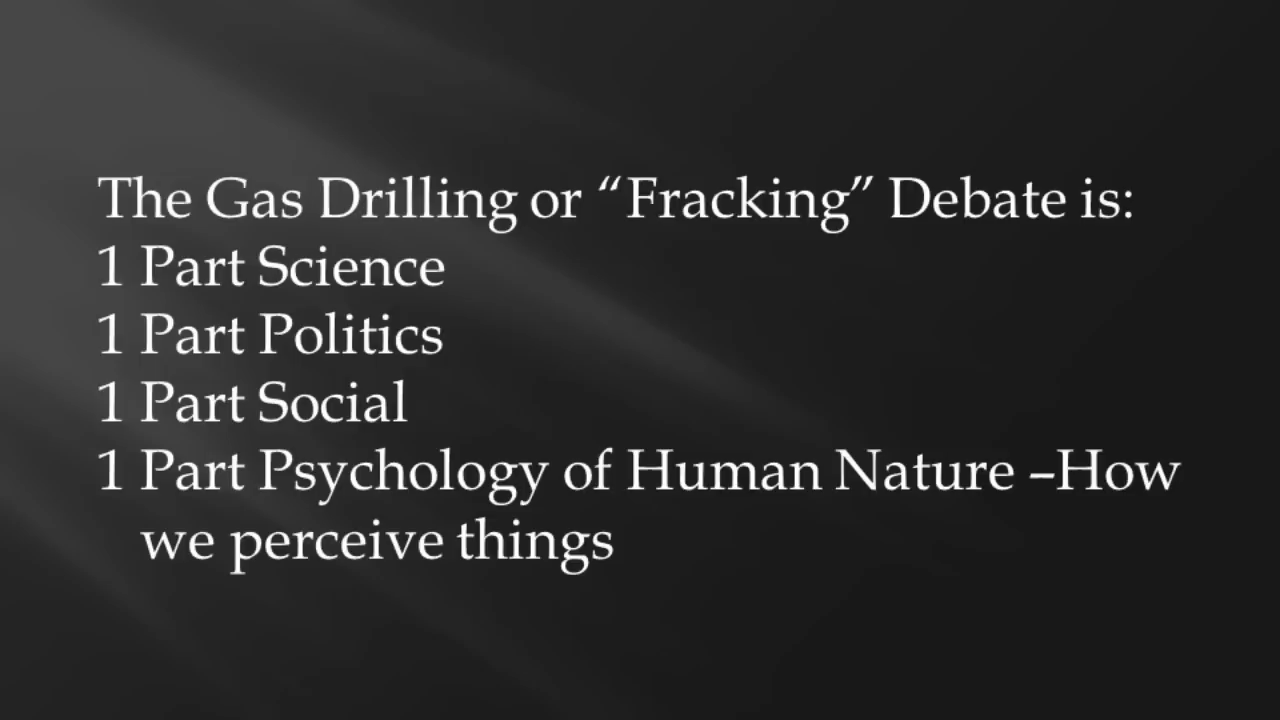 The Gas Drilling or “Fracking” Debate is:
1 Part Science
1 Part Politics
1 Part Social
1 Part Psychology of Human Nature –How
we perceive things